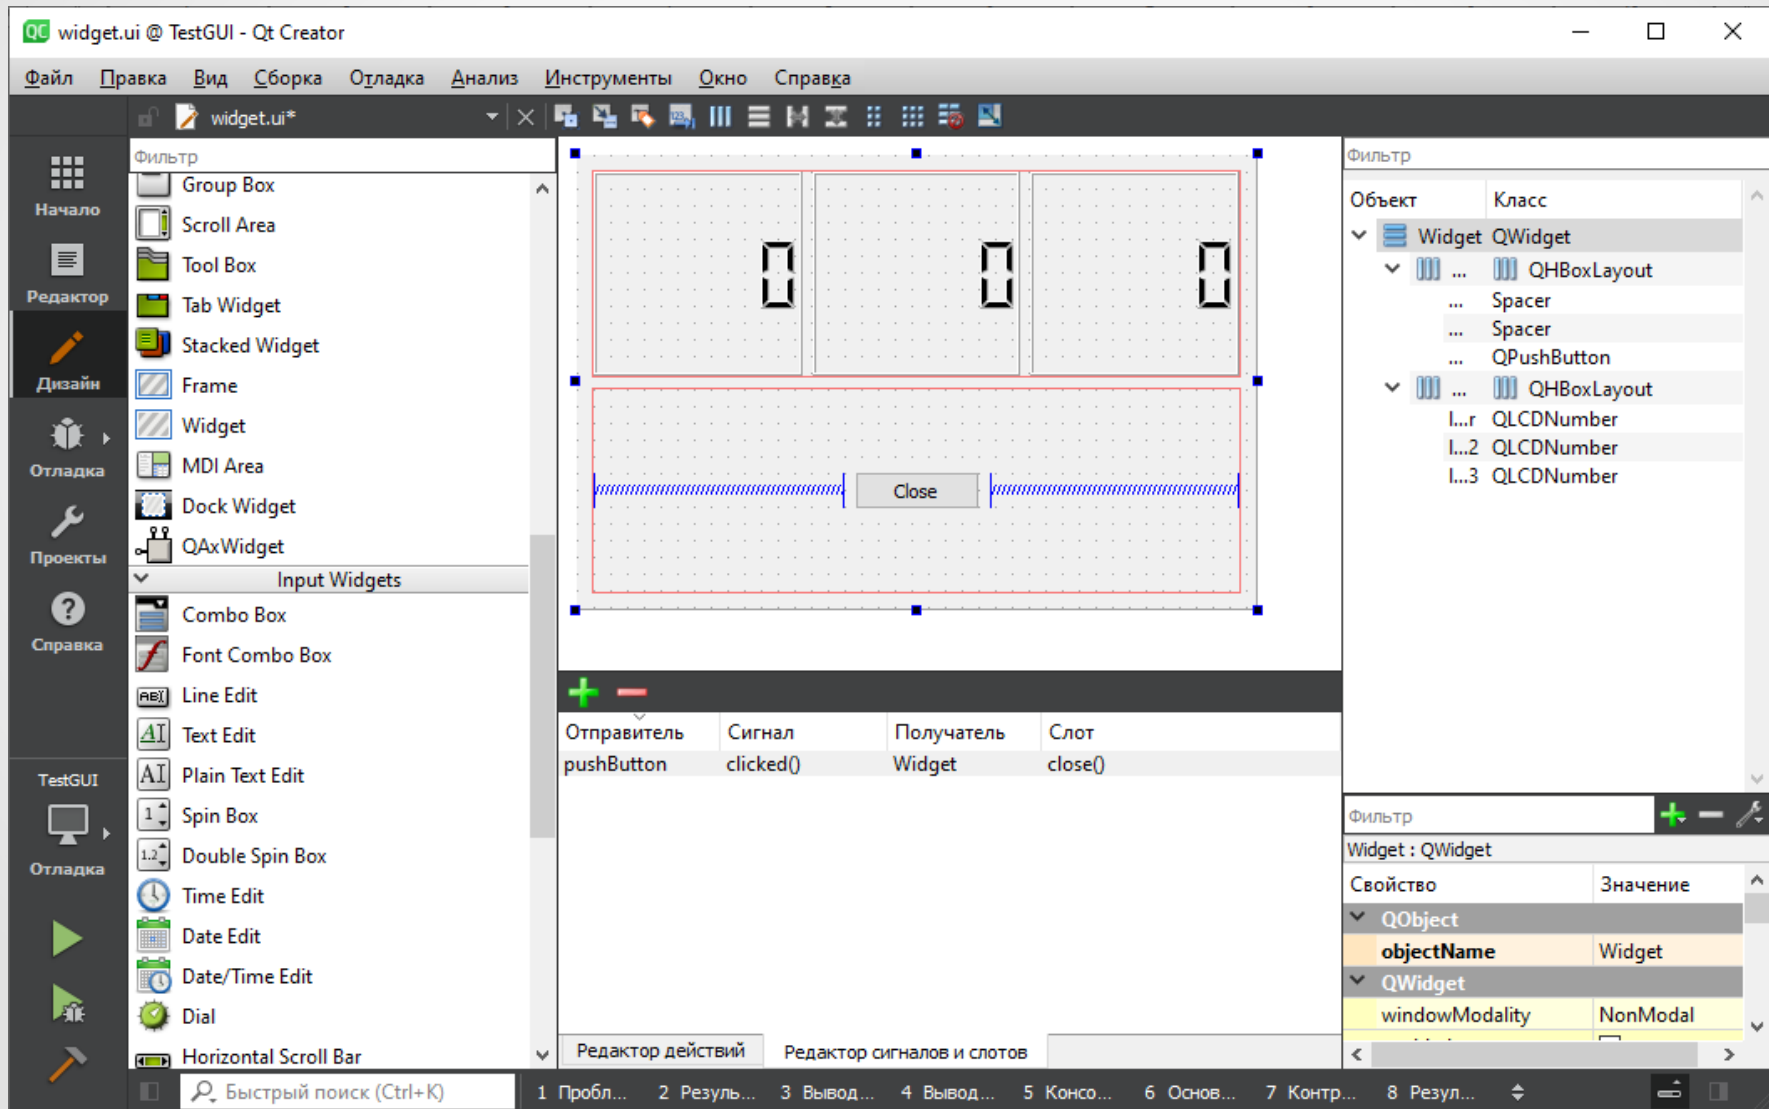 widget.ui @ TestGUI - Qt Creator
Файл Правка Вид Сборка Отладка Анализ Инструменты Окно Справка
widget.ui*
Начало
Редактор
Дизайн
Отладка
Проекты
Справка
TestGUI
Отладка
Фильтр
Group Box
Scroll Area
Tool Box
Tab Widget
Stacked Widget
Frame
Widget
MDI Area
Dock Widget
QAxWidget
Input Widgets
Combo Box
Font Combo Box
Line Edit
Text Edit
Plain Text Edit
Spin Box
Double Spin Box
Time Edit
Date Edit
Date/Time Edit
Dial
Horizontal Scroll Bar
0 0 0
Close
Отправитель Сигнал Получатель Слот
pushButton clicked() Widget close()
Редактор действий Редактор сигналов и слотов
Фильтр
Объект Класс
Widget QWidget
... QHBoxLayout
... Spacer
... Spacer
... QPushButton
... QHBoxLayout
l...r QLCDNumber
l...2 QLCDNumber
l...3 QLCDNumber
Фильтр
Widget : QWidget
Свойство Значение
QObject
objectName Widget
QWidget
windowModality NonModal
Быстрый поиск (Ctrl+K) 1 Пробл... 2 Резуль... 3 Вывод... 4 Вывод... 5 Консо... 6 Основ... 7 Контр... 8 Резул...